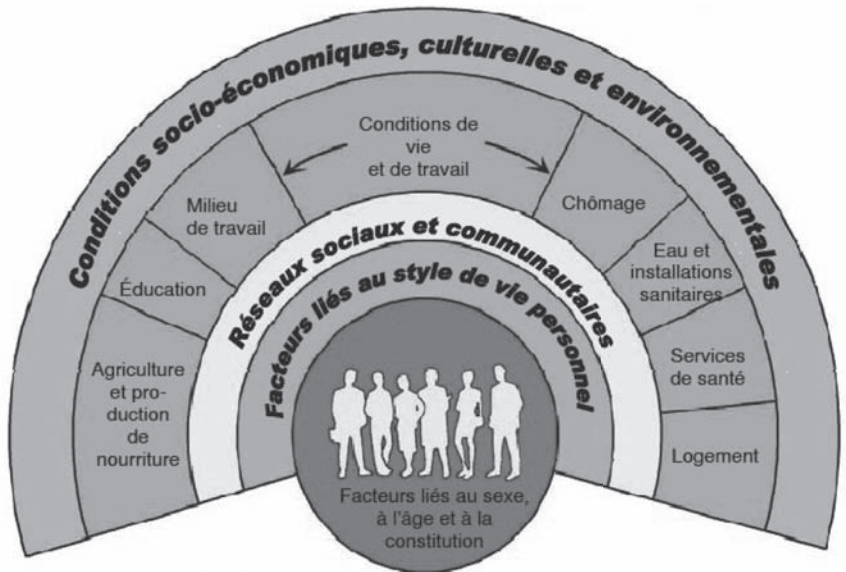 Conditions socio-économiques, culturelles et environnementales
Conditions de
vie
et de travail
Milieu
de travail
Chômage
Éducation
Eau et
installations
sanitaires
Agriculture
et pro-
duction
de
nourriture
Services
de santé
Logement
Réseaux sociaux et communautaires
Facteurs liés au style de vie personnel
Facteurs liés au sexe,
à l'âge et à la
constitution